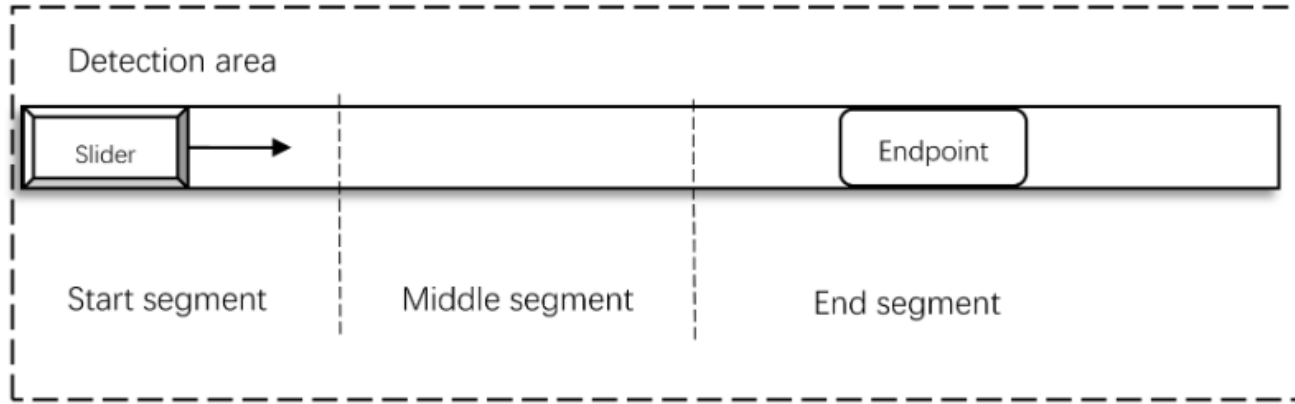 Detection area
Slider
Endpoint
Start segment
Middle segment
End segment